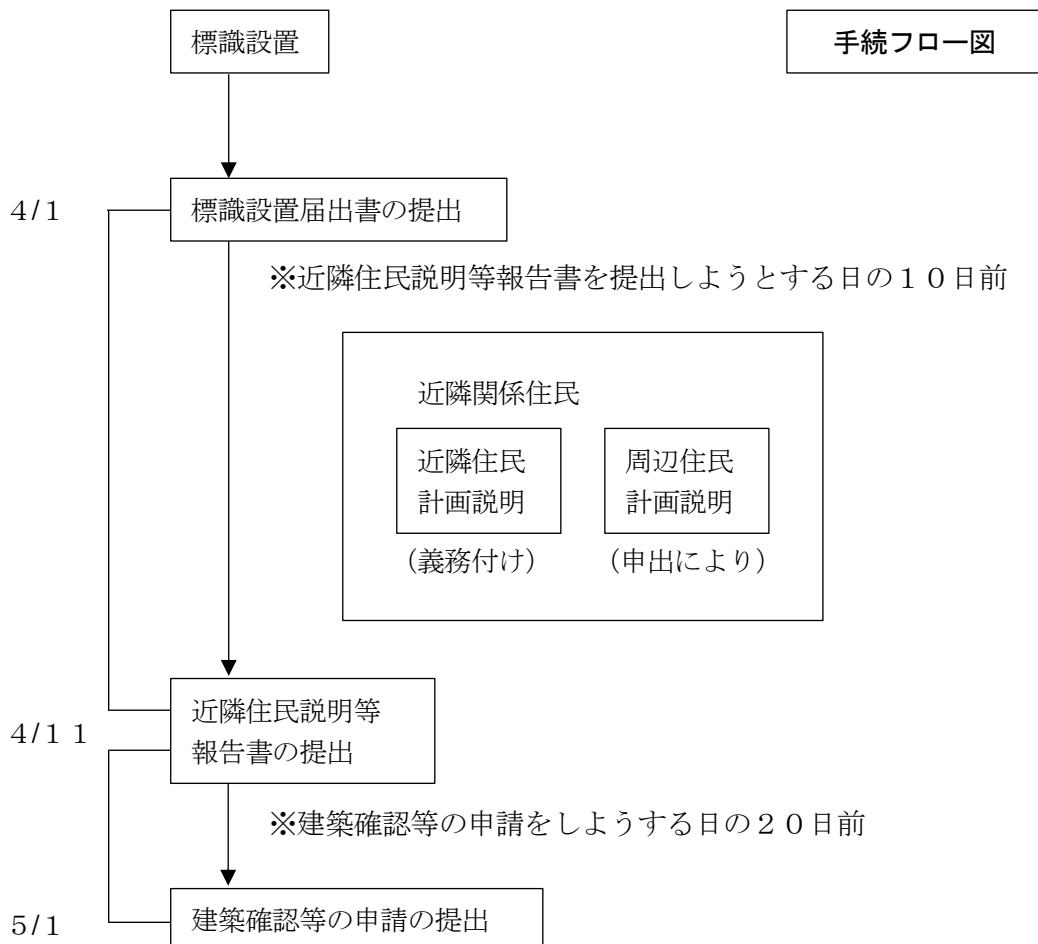 標識設置
手続フロー図
4/1
標識設置届出書の提出
※近隣住民説明等報告書を提出しようとする日の１０日前
近隣関係住民
近隣住民
計画説明
周辺住民
計画説明
（義務付け）
（申出により）
4/1１
近隣住民説明等
報告書の提出
※建築確認等の申請をしようする日の２０日前
5/1
建築確認等の申請の提出